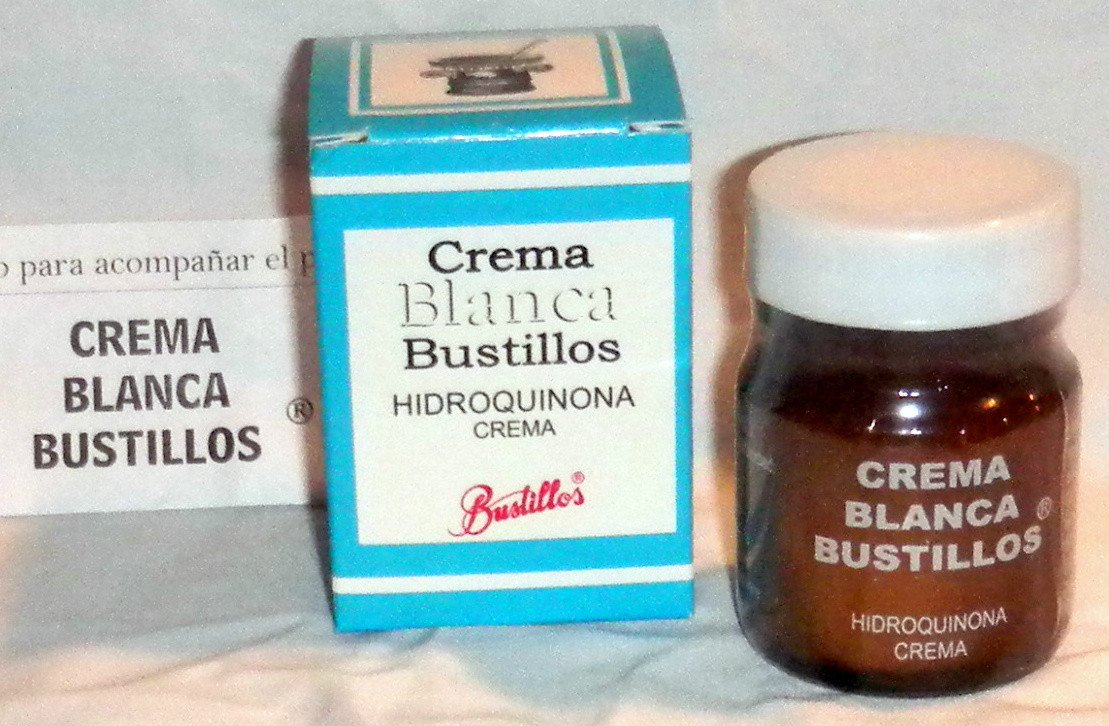 para acompañar el
CREMA
BLANCA
BUSTILLOS ®
Crema
Blanca
Bustillos
HIDROQUINONA
CREMA
Bustillos®
CREMA
BLANCA ®
BUSTILLOS
HIDROQUINONA
CREMA